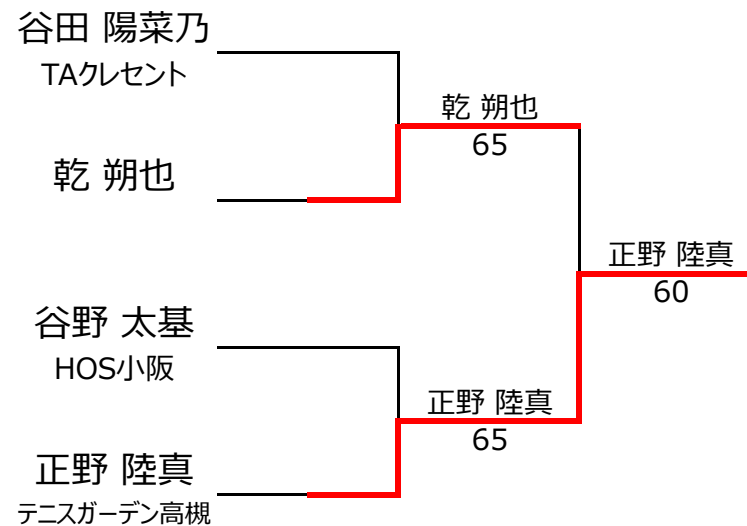 谷田 陽菜乃
TAクレセント
乾 朔也
65
乾 朔也
正野 陸真
60
谷野 太基
HOS小阪
正野 陸真
65
正野 陸真
テニスガーデン高槻